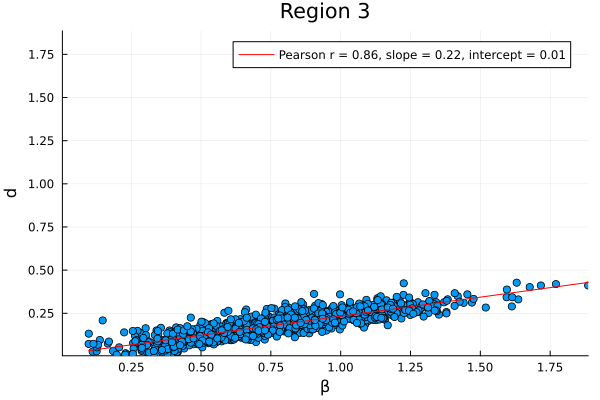 Region 3
Pearson r = 0.86, slope = 0.22, intercept = 0.01
d
1.75
1.50
1.25
1.00
0.75
0.50
0.25
0.25 0.50 0.75 1.00 1.25 1.50 1.75
β